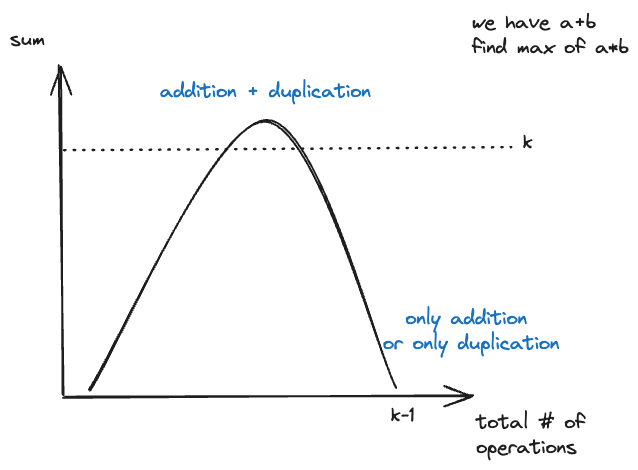 we have a+b
find max of a*b
sum
addition + duplication
k
only addition
or only duplication
k-1
total # of
operations